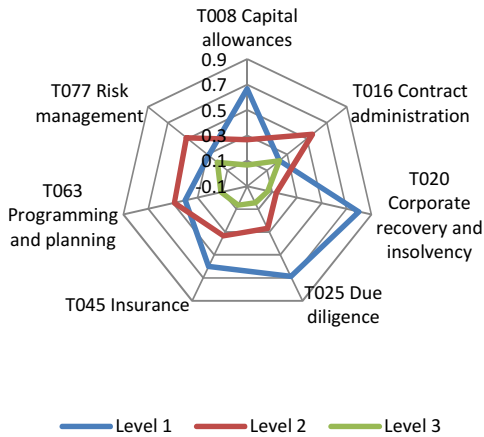 T008 Capital
allowances
0.9
0.7
0.5
0.3
0.1
-0.1
T016 Contract
administration
T020
Corporate
recovery and
insolvency
T025 Due
diligence
T045 Insurance
T063
Programming
and planning
T077 Risk
management
Level 1
Level 2
Level 3